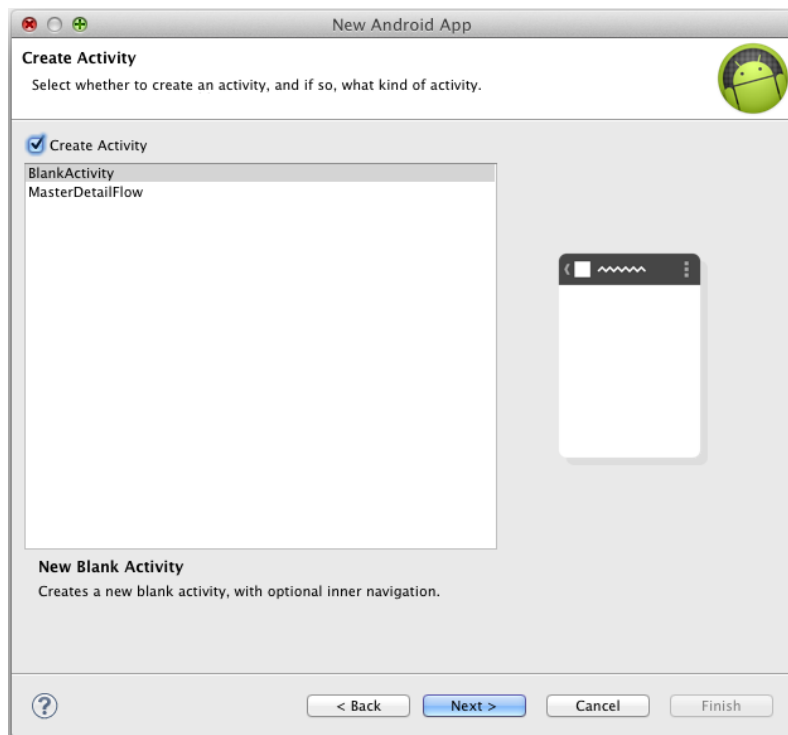 New Android App
Create Activity
Select whether to create an activity, and if so, what kind of activity.
Create Activity
BlankActivity
MasterDetailFlow
New Blank Activity
Creates a new blank activity, with optional inner navigation.
?
< Back
Next >
Cancel
Finish